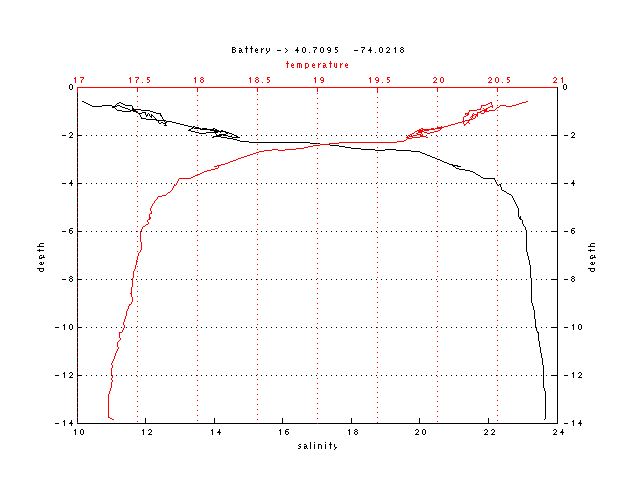 Battery -> 40.7095 -74.0218
temperature
17 17.5 18 18.5 19 19.5 20 20.5 21
0 0
-2 -2
-4 -4
-6 -6
depth depth
-8 -8
-10 -10
-12 -12
-14 -14
10 12 14 16 18 20 22 24
salinity